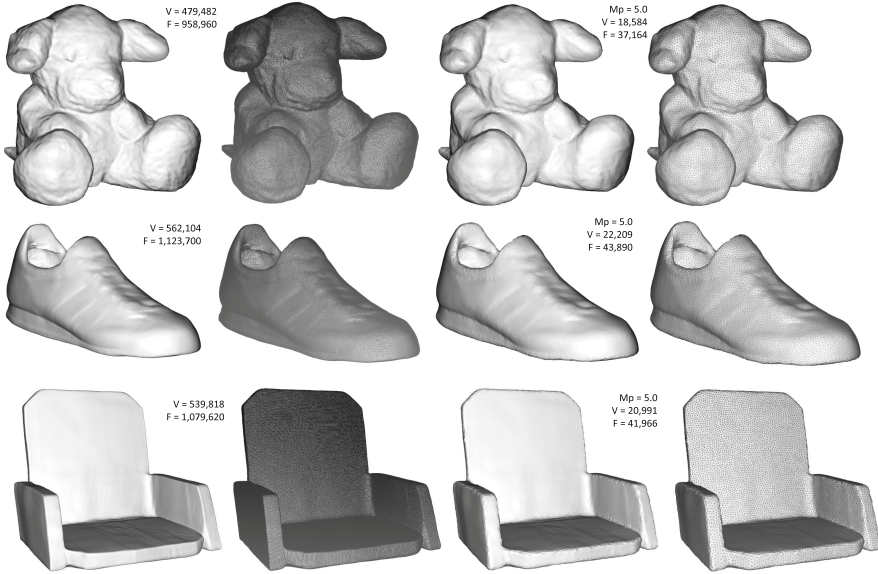 V = 479,482
F = 958,960
Mp = 5.0
V = 18,584
F = 37,164
V = 562,104
F = 1,123,700
Mp = 5.0
V = 22,209
F = 43,890
V = 539,818
F = 1,079,620
Mp = 5.0
V = 20,991
F = 41,966